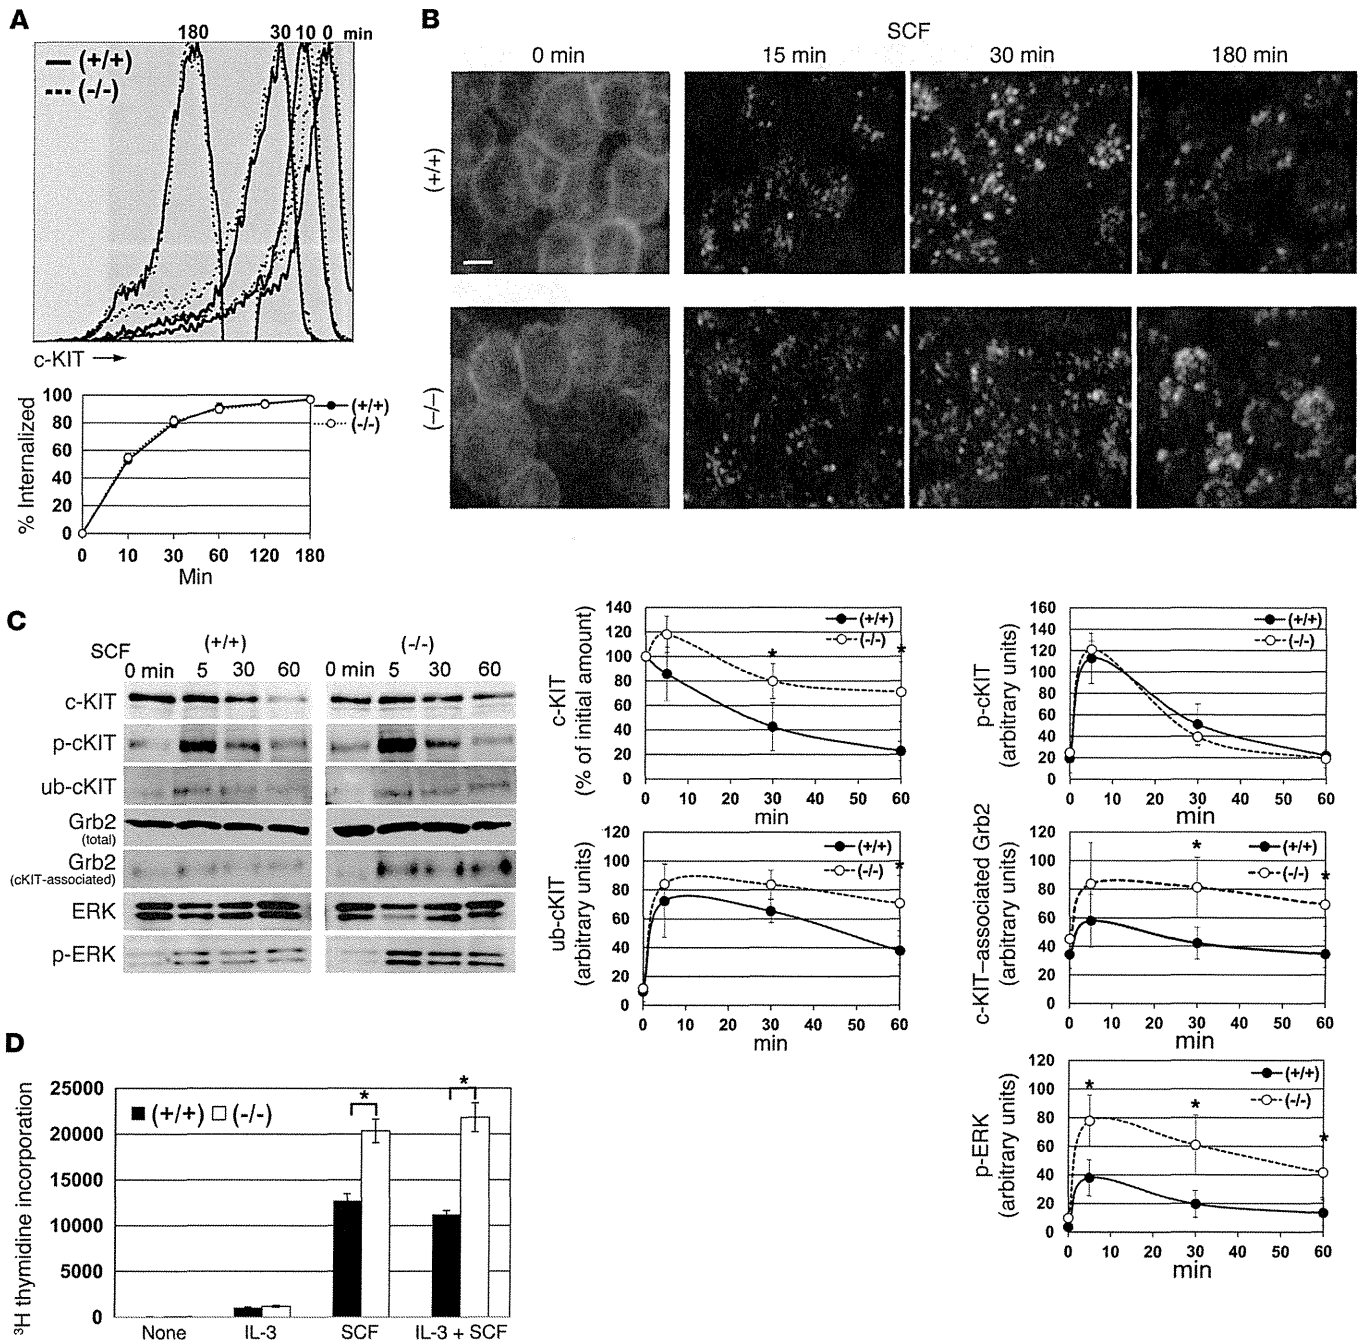 A
180 30 10 0 min
(+/+)
(-/-)
c-KIT
% Internalized
100
80
60
40
20
0
0 10 30 60 120 180
Min
(+/+)
(-/-)
B
SCF
0 min 15 min 30 min 180 min
(+/+)
(–/–)
C
SCF (+/+) (-/-)
0 min 5 30 60 0 min 5 30 60
c-KIT
p-cKIT
ub-cKIT
Grb2
(total)
Grb2
(cKIT-associated)
ERK
p-ERK
c-KIT
(% of initial amount)
140
120
100
80
60
40
20
0
0 10 20 30 40 50 60
min
(+/+)
(-/-)
* *
p-cKIT
(arbitrary units)
160
140
120
100
80
60
40
20
0
0 10 20 30 40 50 60
min
(+/+)
(-/-)
ub-cKIT
(arbitrary units)
120
100
80
60
40
20
0
0 10 20 30 40 50 60
min
(+/+)
(-/-)
*
c-KIT–associated Grb2
(arbitrary units)
120
100
80
60
40
20
0
0 10 20 30 40 50 60
min
(+/+)
(-/-)
* *
p-ERK
(arbitrary units)
120
100
80
60
40
20
0
0 10 20 30 40 50 60
min
(+/+)
(-/-)
* * *
D
³H thymidine incorporation
25000
20000
15000
10000
5000
0
(+/+) (-/-)
* *
None IL-3 SCF IL-3 + SCF